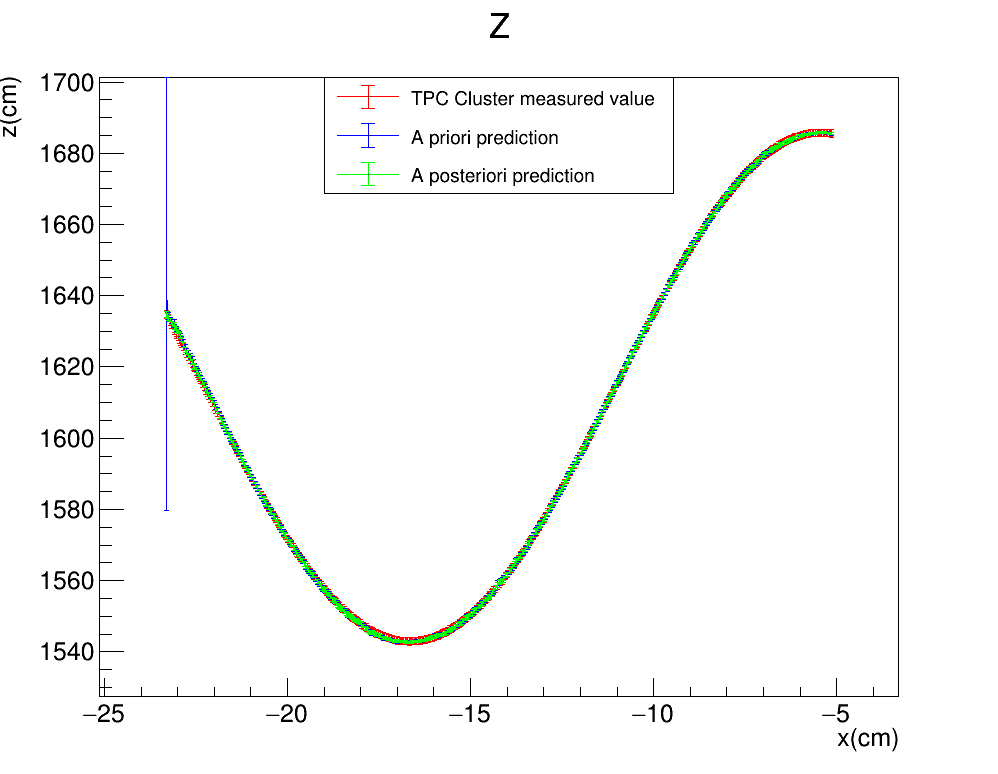 Z
z(cm)
1700
1680
1660
1640
1620
1600
1580
1560
1540
TPC Cluster measured value
A priori prediction
A posteriori prediction
−25 −20 −15 −10 −5
x(cm)